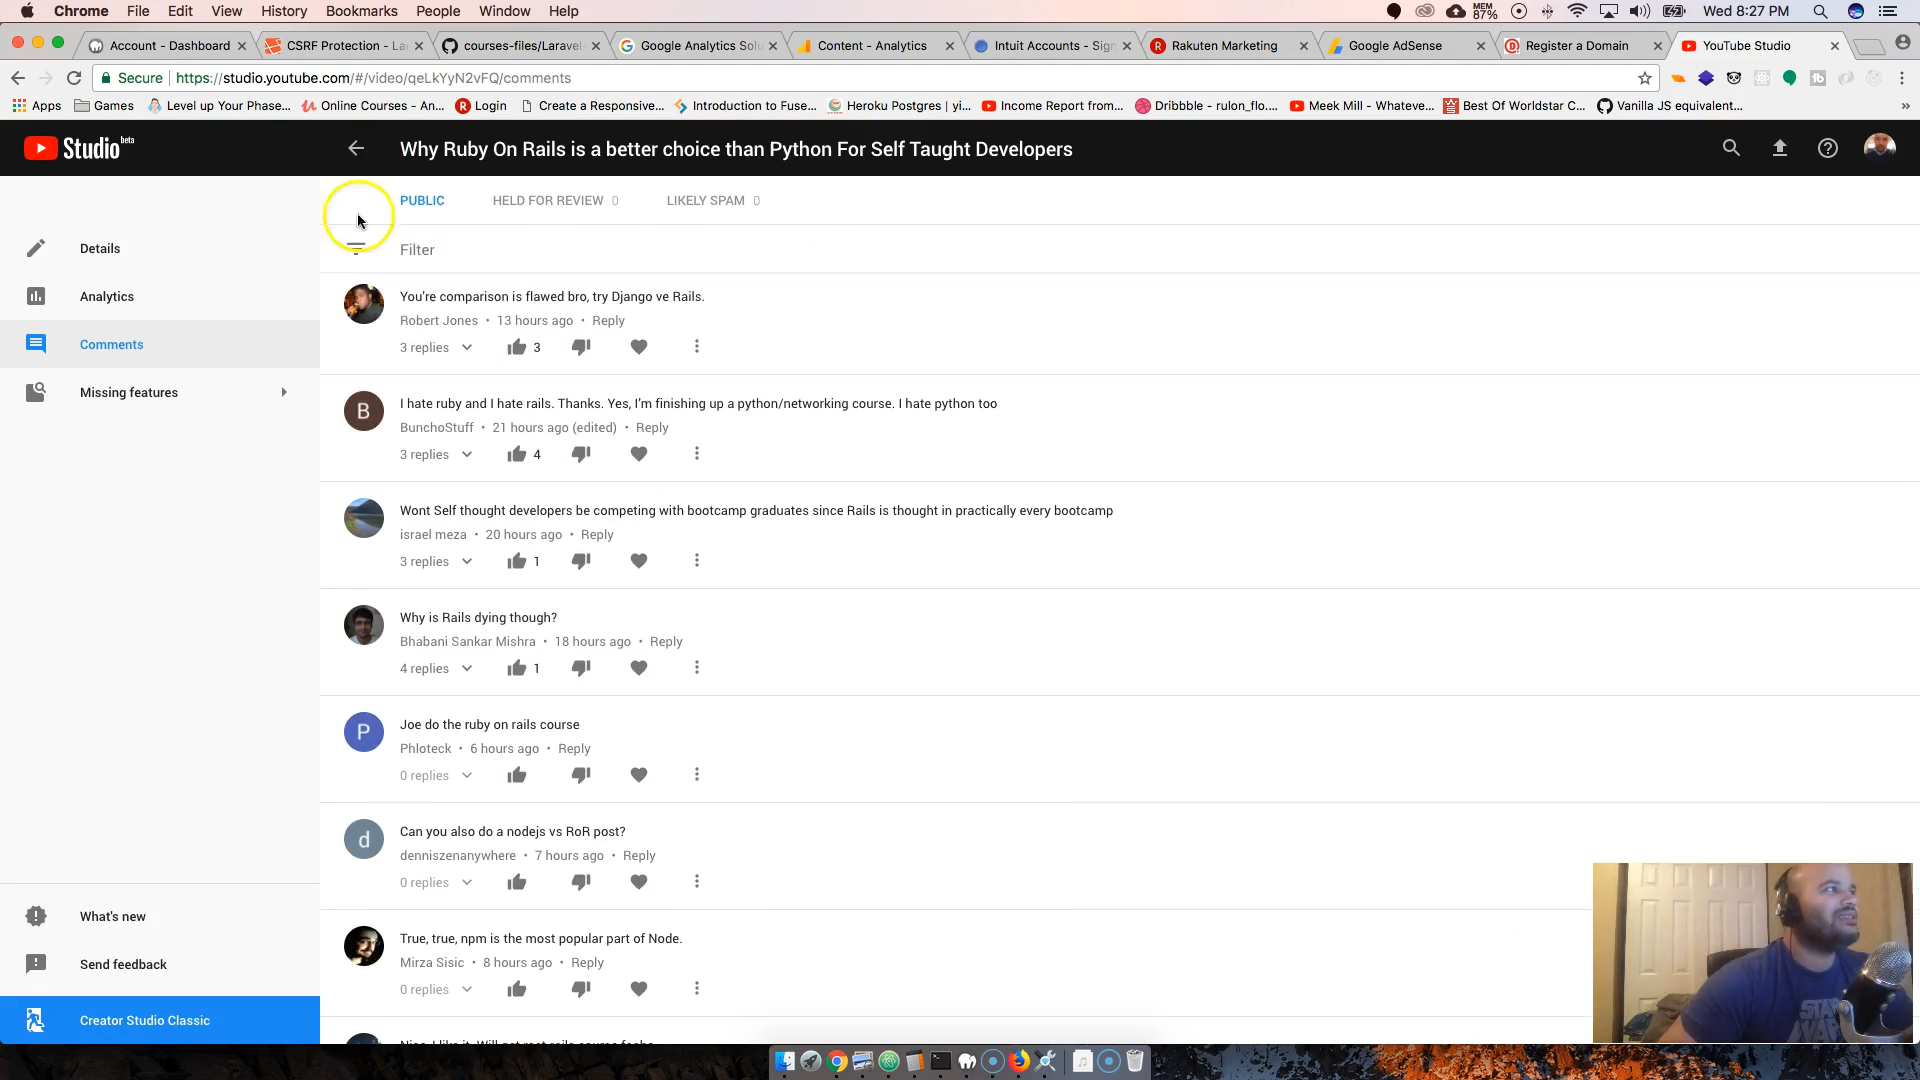 Chrome File Edit View History Bookmarks People Window Help MEM 87% Wed 8:27 PM
Account - Dashboard CSRF Protection - La courses-files/Laravel- Google Analytics Solu Content - Analytics Intuit Accounts - Sign Rakuten Marketing Google AdSense Register a Domain YouTube Studio
Secure https://studio.youtube.com/#/video/qeLkYyN2vFQ/comments
Apps Games Level up Your Phase... Online Courses - An... Login Create a Responsive... Introduction to Fuse... Heroku Postgres | yi... Income Report from... Dribbble - rulon_flo... Meek Mill - Whateve... Best Of Worldstar C... Vanilla JS equivalent... »
Studio beta Why Ruby On Rails is a better choice than Python For Self Taught Developers
PUBLIC HELD FOR REVIEW 0 LIKELY SPAM 0
Filter
Details
Analytics
Comments
Missing features
You're comparison is flawed bro, try Django ve Rails.
Robert Jones • 13 hours ago • Reply
3 replies 3
B
I hate ruby and I hate rails. Thanks. Yes, I'm finishing up a python/networking course. I hate python too
BunchoStuff • 21 hours ago (edited) • Reply
3 replies 4
Wont Self thought developers be competing with bootcamp graduates since Rails is thought in practically every bootcamp
israel meza • 20 hours ago • Reply
3 replies 1
Why is Rails dying though?
Bhabani Sankar Mishra • 18 hours ago • Reply
4 replies 1
P
Joe do the ruby on rails course
Phloteck • 6 hours ago • Reply
0 replies
d
Can you also do a nodejs vs RoR post?
denniszenanywhere • 7 hours ago • Reply
0 replies
True, true, npm is the most popular part of Node.
Mirza Sisic • 8 hours ago • Reply
0 replies
What's new
Send feedback
Creator Studio Classic